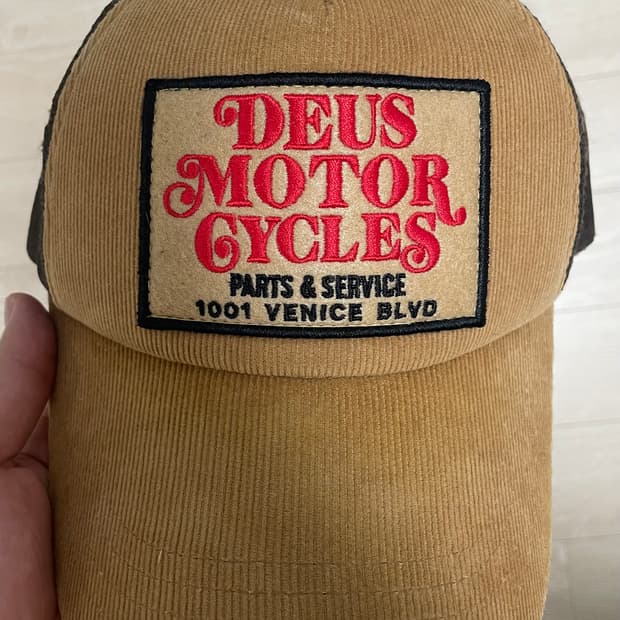 DEUS
MOTOR
CYCLES
PARTS & SERVICE
1001 VENICE BLVD